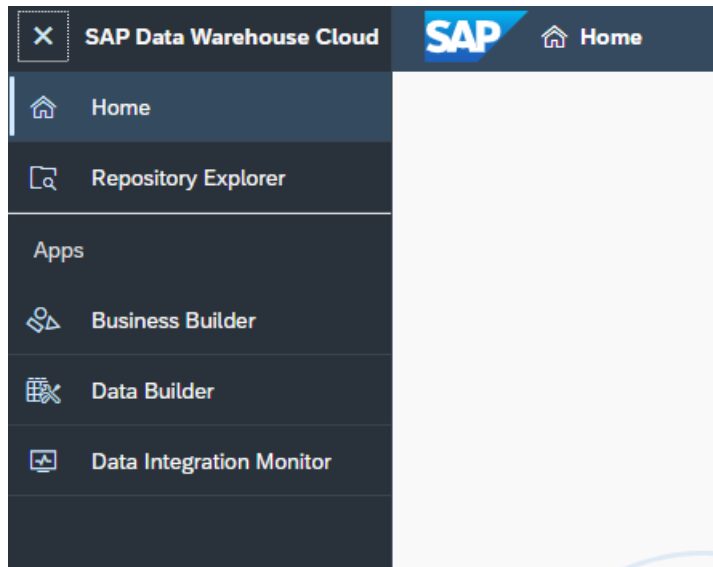 SAP Data Warehouse Cloud
SAP Home
Home
Repository Explorer
Apps
Business Builder
Data Builder
Data Integration Monitor